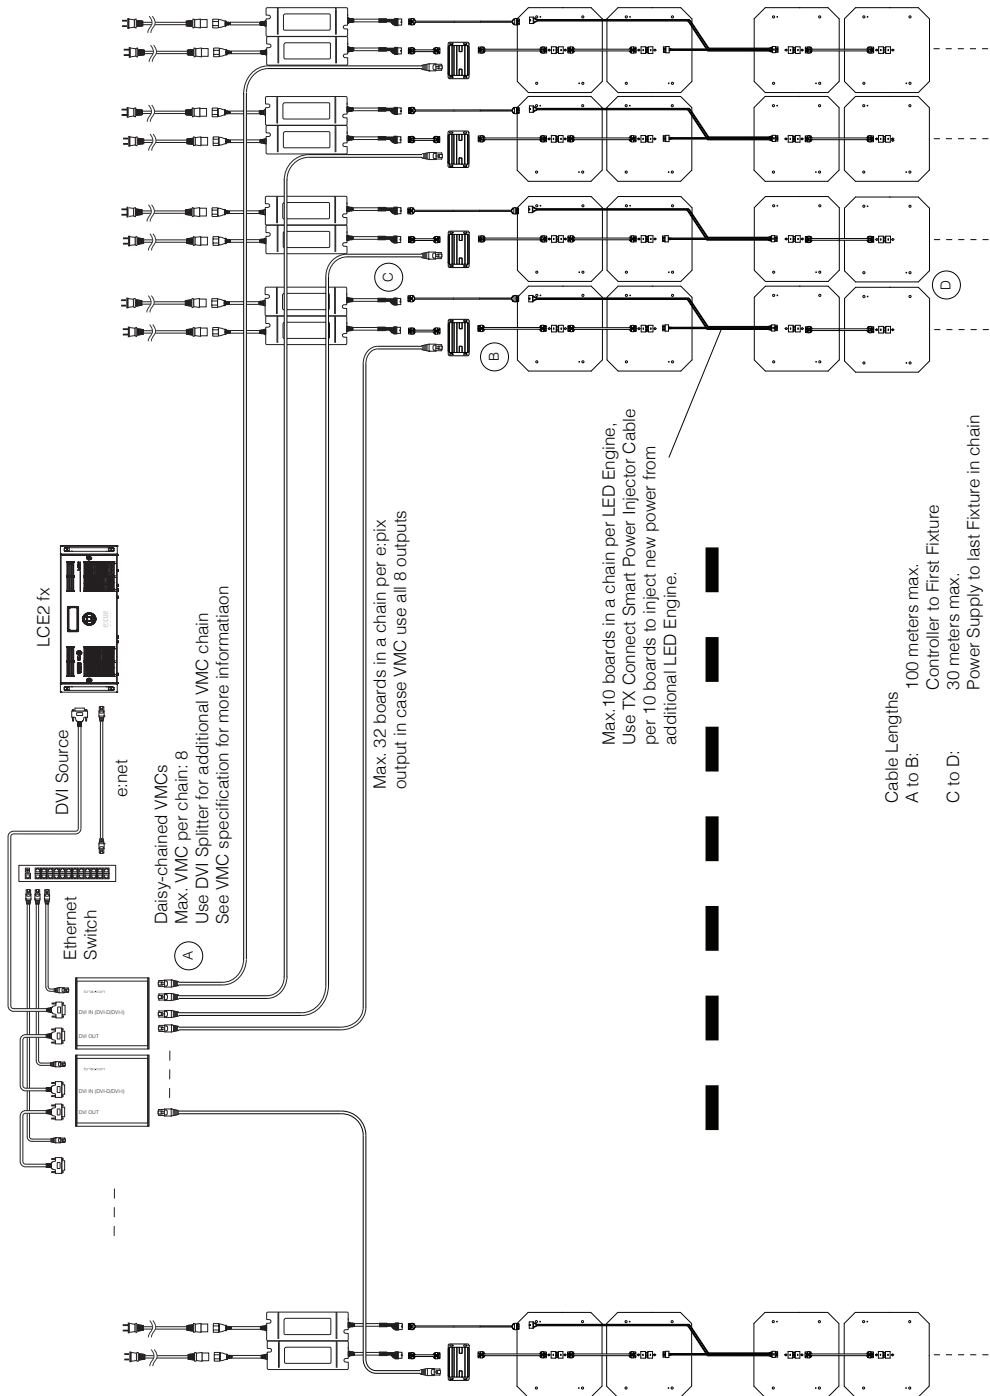 LCE2 fx
DVI Source
e:net
Ethernet
Switch
Daisy-chained VMCs
Max. VMC per chain: 8
Use DVI Splitter for additional VMC chain
See VMC specification for more informatiaon
A
DVI IN (DVI-D/DVI-I)
DVI OUT
DVI IN (DVI-D/DVI-I)
DVI OUT
Max. 32 boards in a chain per e:pix
output in case VMC use all 8 outputs
C
B
D
Max.10 boards in a chain per LED Engine,
Use TX Connect Smart Power Injector Cable
per 10 boards to inject new power from
additional LED Engine.
Cable Lengths
A to B: 100 meters max.
Controller to First Fixture
C to D: 30 meters max.
Power Supply to last Fixture in chain